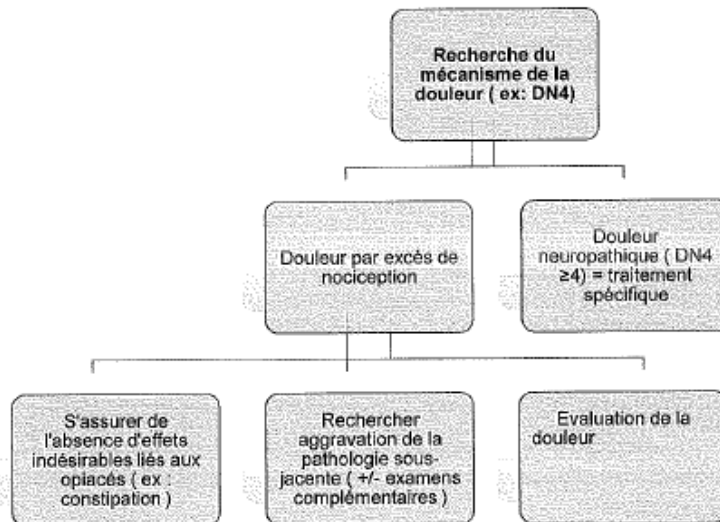 Recherche du
mécanisme de la
douleur ( ex: DN4)
Douleur par excès de
nociception
Douleur
neuropathique ( DN4
≥4) = traitement
spécifique
S'assurer de
l'absence d'effets
indésirables liés aux
opiacés ( ex :
constipation )
Rechercher
aggravation de la
pathologie sous-
jacente ( +/- examens
complémentaires )
Evaluation de la
douleur